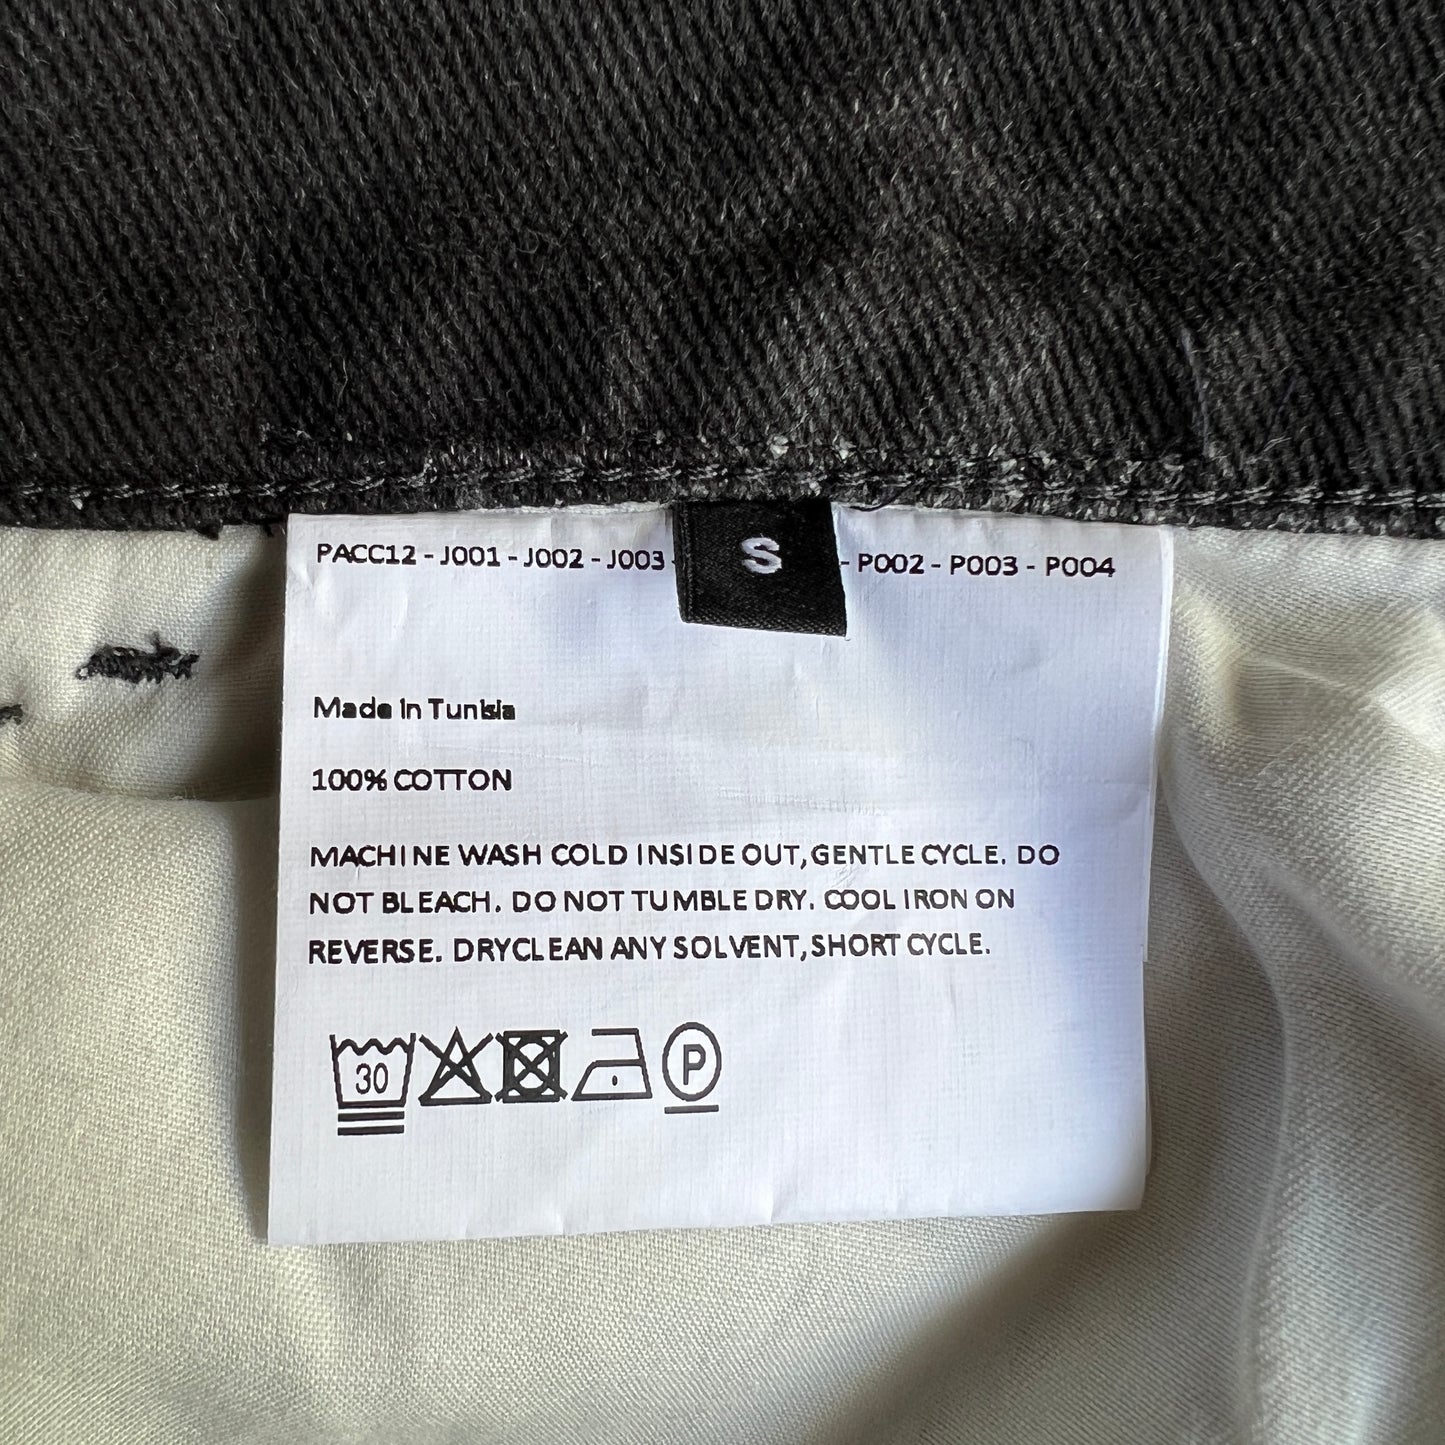 PACC12 - J001 - J002 - J003 - S - P002 - P003 - P004
Made in Tunisia
100% COTTON
MACHINE WASH COLD INSIDE OUT, GENTLE CYCLE. DO
NOT BLEACH. DO NOT TUMBLE DRY. COOL IRON ON
REVERSE. DRYCLEAN ANY SOLVENT, SHORT CYCLE.
30 P